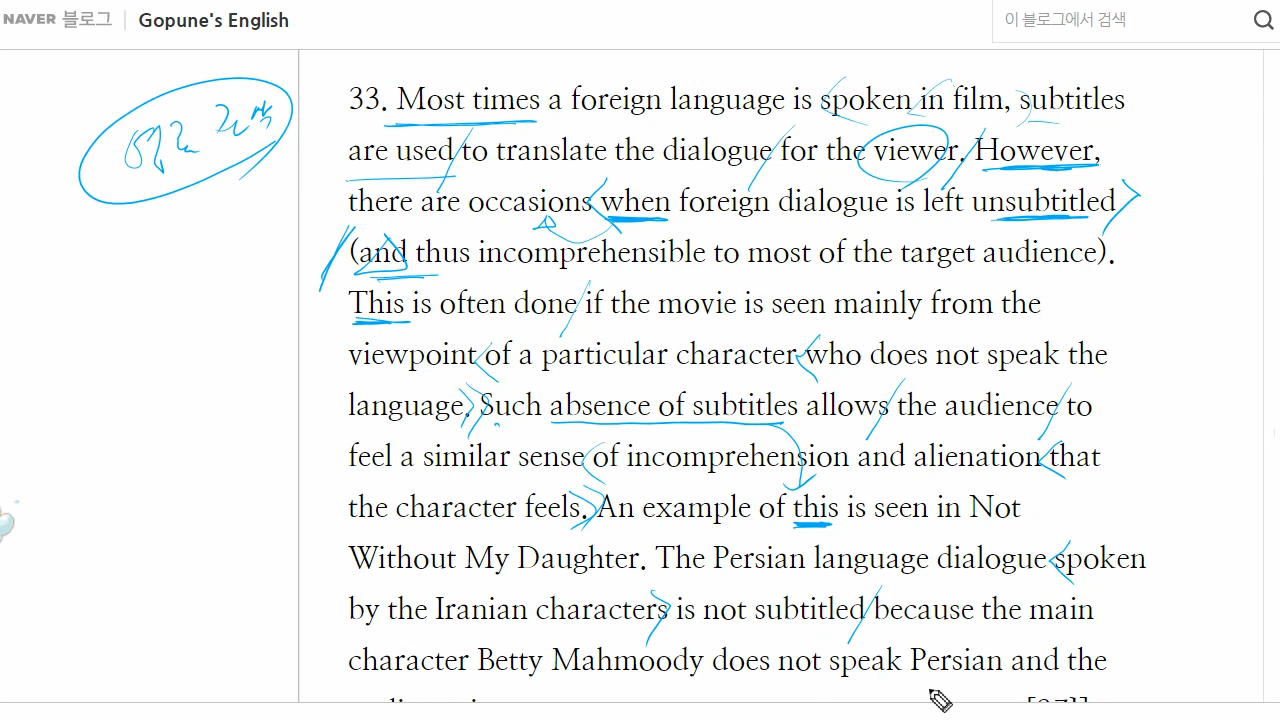 NAVER 블로그 Gopune's English
이 블로그에서 검색
33. Most times a foreign language is spoken in film, subtitles
are used to translate the dialogue for the viewer. However,
there are occasions when foreign dialogue is left unsubtitled
(and thus incomprehensible to most of the target audience).
This is often done if the movie is seen mainly from the
viewpoint of a particular character who does not speak the
language. Such absence of subtitles allows the audience to
feel a similar sense of incomprehension and alienation that
the character feels. An example of this is seen in Not
Without My Daughter. The Persian language dialogue spoken
by the Iranian characters is not subtitled because the main
character Betty Mahmoody does not speak Persian and the